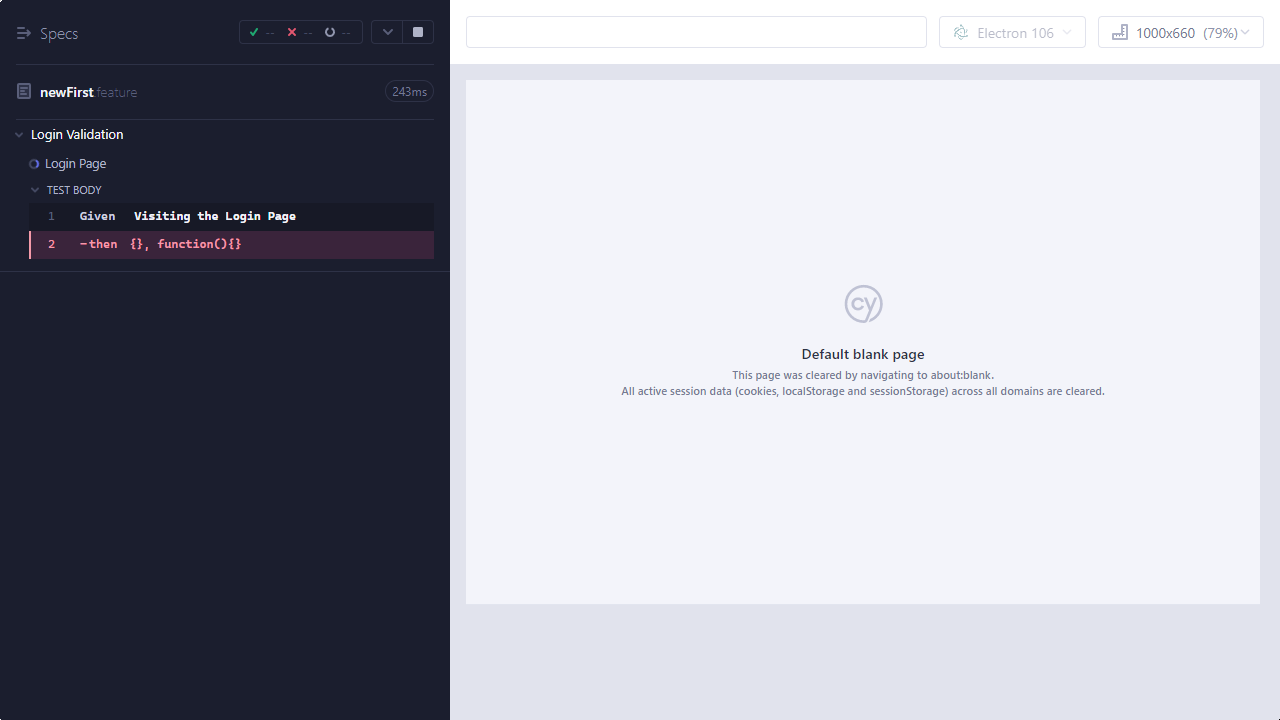 Specs
--
--
--
newFirst feature
243ms
Login Validation
Login Page
TEST BODY
1 Given Visiting the Login Page
2 -then {}, function(){}
Electron 106
1000x660 (79%)
cy
Default blank page
This page was cleared by navigating to about:blank.
All active session data (cookies, localStorage and sessionStorage) across all domains are cleared.